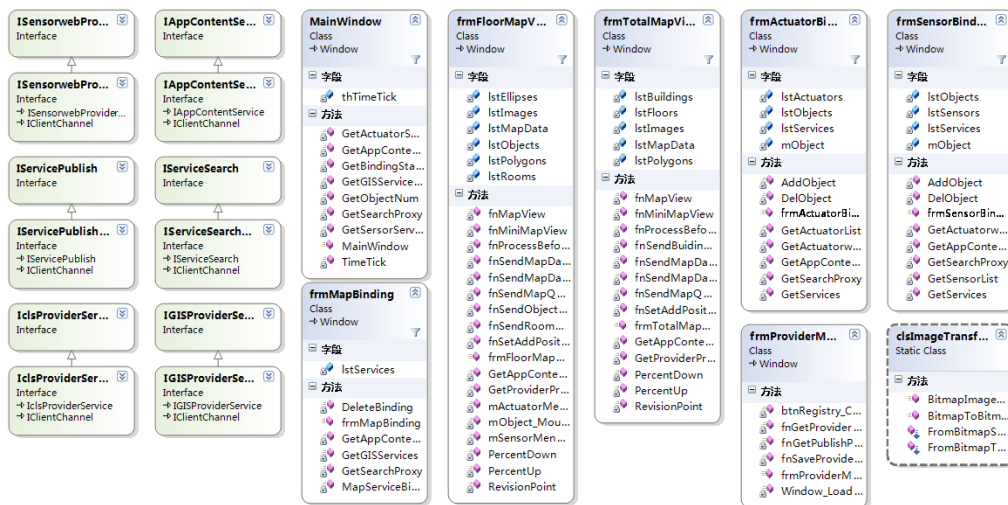 ISensorwebPro...
Interface
ISensorwebPro...
Interface
ISensorwebProvider...
IClientChannel
IServicePublish
Interface
IServicePublish...
Interface
IServicePublish
IClientChannel
IclsProviderSer...
Interface
IclsProviderSer...
Interface
IclsProviderService
IClientChannel
IAppContentSe...
Interface
IAppContentSe...
Interface
IAppContentService
IClientChannel
IServiceSearch
Interface
IServiceSearch...
Interface
IServiceSearch
IClientChannel
IGISProviderSe...
Interface
IGISProviderSe...
Interface
IGISProviderService
IClientChannel
MainWindow
Class
Window
字段
thTimeTick
方法
GetActuatorS...
GetAppConte...
GetBindingSta...
GetGISService...
GetObjectNum
GetSearchProxy
GetSersorServ...
MainWindow
TimeTick
frmMapBinding
Class
Window
字段
lstServices
方法
DeleteBinding
frmMapBinding
GetAppConte...
GetGISServices
GetSearchProxy
MapServiceBi...
frmFloorMapV...
Class
Window
字段
lstEllipses
lstImages
lstMapData
lstObjects
lstPolygons
lstRooms
方法
fnMapView
fnMiniMapView
fnProcessBefo...
fnSendMapDa...
fnSendMapDa...
fnSendMapQ...
fnSendObject...
fnSendRoom...
fnSetAddPosit...
frmFloorMap...
GetAppConte...
GetProviderPr...
mActuatorMe...
mObject_Mou...
mSensorMen...
PercentDown
PercentUp
RevisionPoint
frmTotalMapVi...
Class
Window
字段
lstBuildings
lstFloors
lstImages
lstMapData
lstPolygons
方法
fnMapView
fnMiniMapView
fnProcessBefo...
fnSendBuidin...
fnSendMapDa...
fnSendMapDa...
fnSendMapQ...
fnSetAddPosit...
frmTotalMap...
GetAppConte...
GetProviderPr...
PercentDown
PercentUp
RevisionPoint
frmActuatorBi...
Class
Window
字段
lstActuators
lstObjects
lstServices
mObject
方法
AddObject
DelObject
frmActuatorBi...
GetActuatorList
GetActuatorw...
GetAppConte...
GetSearchProxy
GetServices
frmProviderM...
Class
Window
方法
btnRegistry_C...
fnGetProvider...
fnGetPublishP...
fnSaveProvide...
frmProviderM...
Window_Load...
frmSensorBind...
Class
Window
字段
lstObjects
lstSensors
lstServices
mObject
方法
AddObject
DelObject
frmSensorBin...
GetActuatorw...
GetAppConte...
GetSearchProxy
GetSensorList
GetServices
clsImageTransf...
Static Class
方法
BitmapImage...
BitmapToBitm...
FromBitmapS...
FromBitmapT...